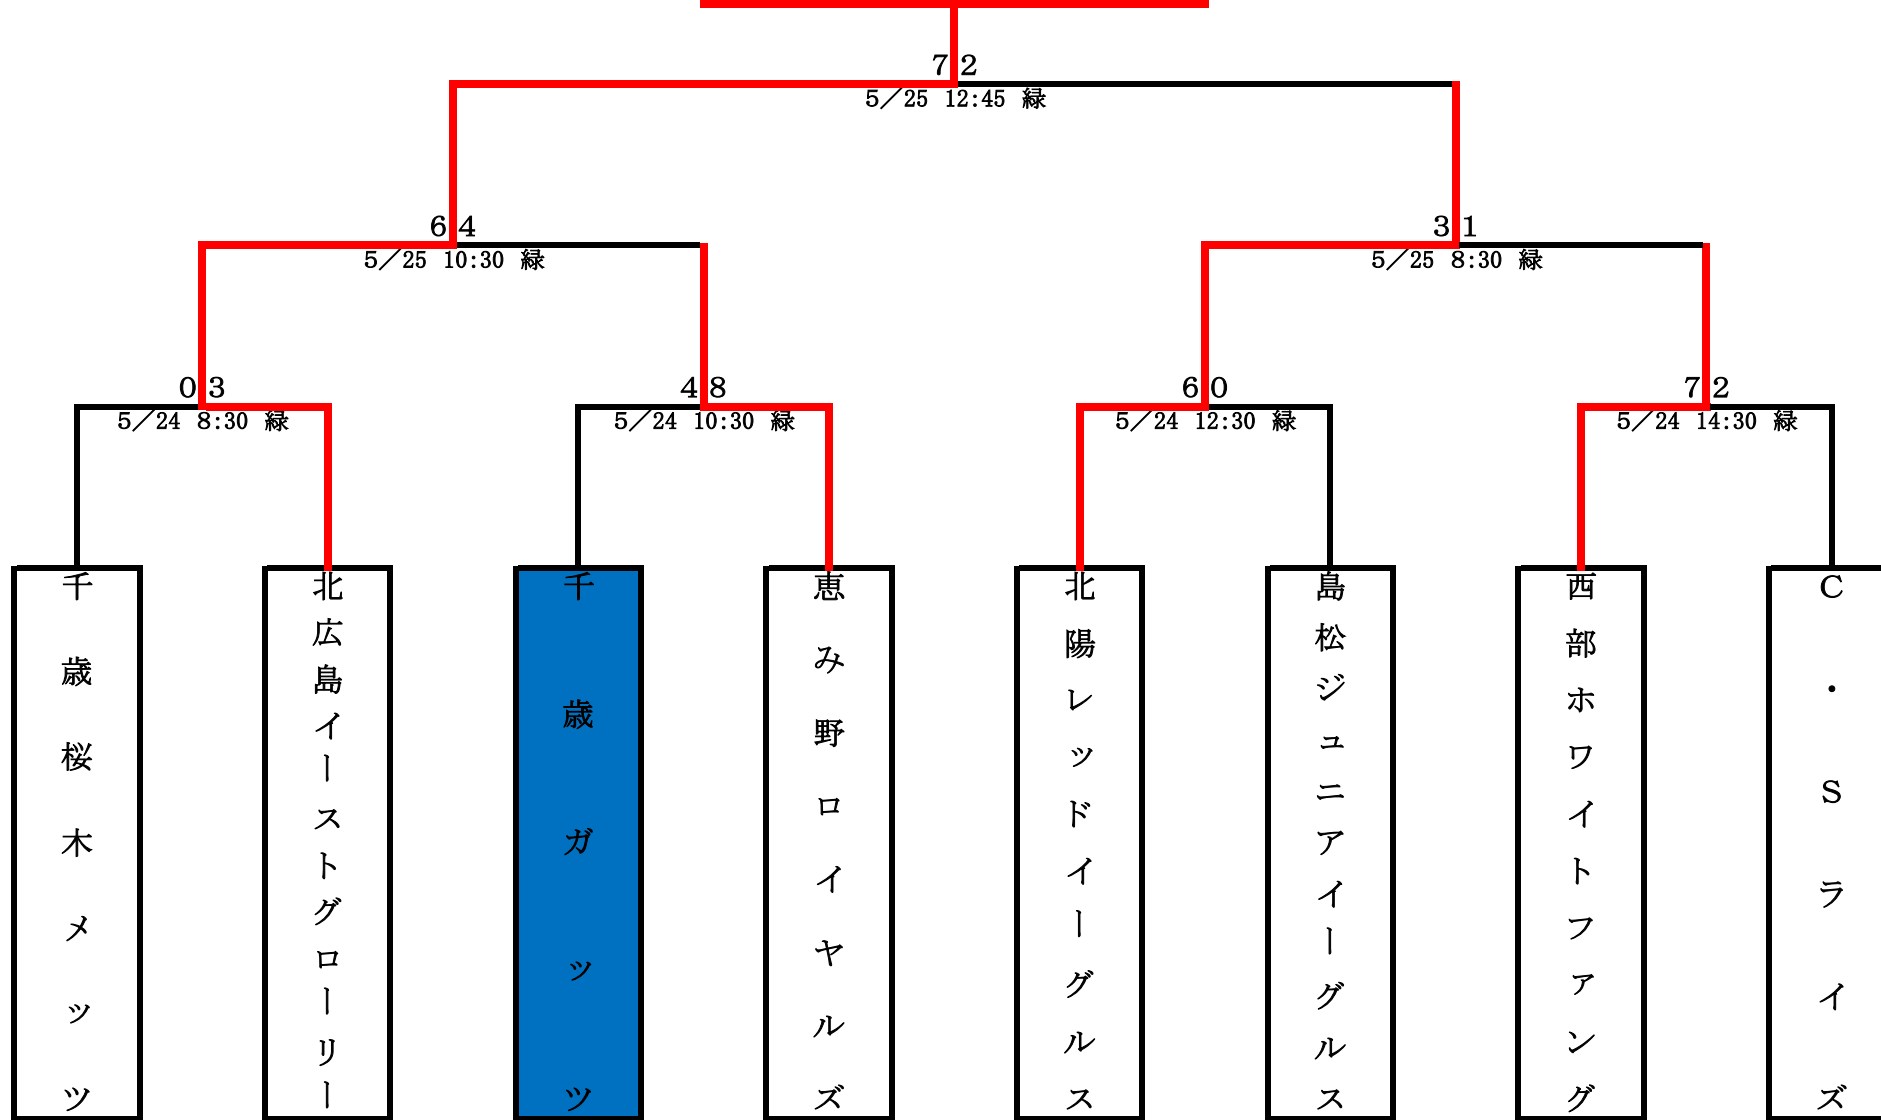 7 2
5／25 12:45 緑
6 4
3 1
5／25 10:30 緑
5／25 8:30 緑
0 3
4 8
6 0
7 2
5／24 8:30 緑
5／24 10:30 緑
5／24 12:30 緑
5／24 14:30 緑
千歳桜木メッツ
北広島イーストグローリー
千歳ガッツ
恵み野ロイヤルズ
北陽レッドイーグルス
島松ジュニアイーグルス
西部ホワイトファング
C・Sライズ